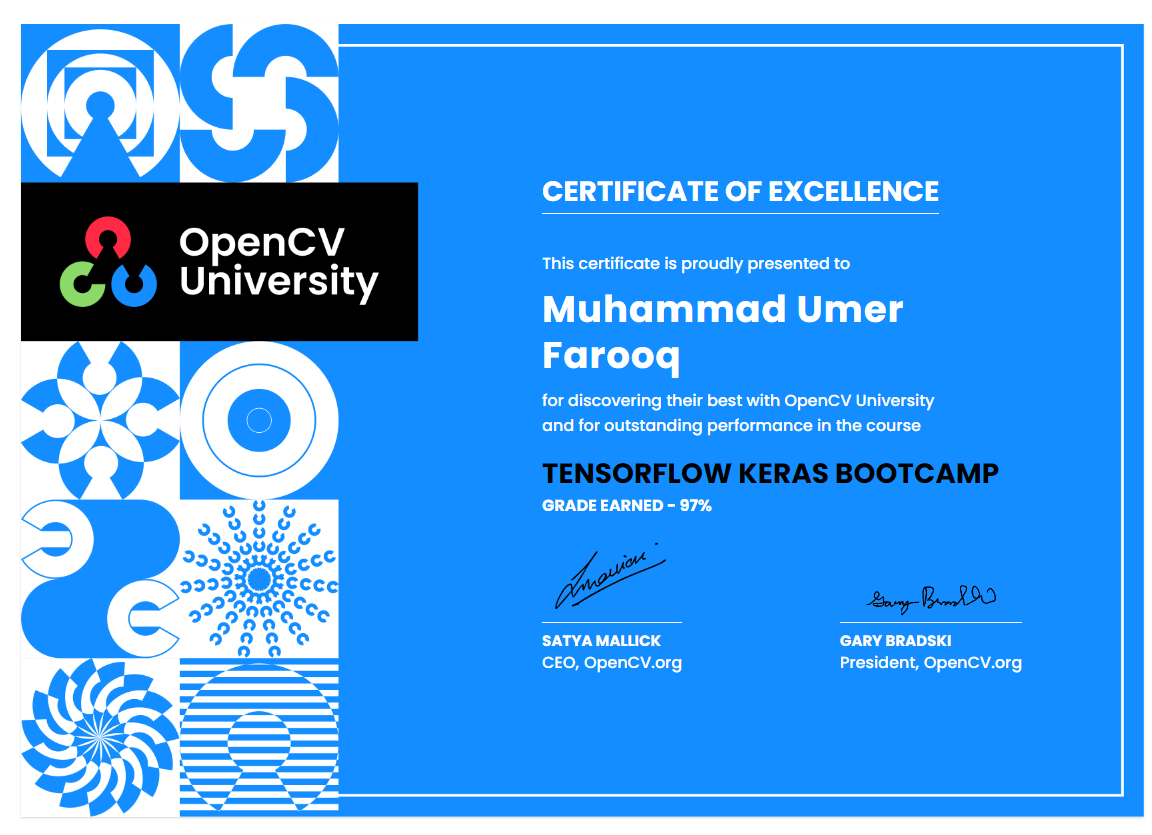 OpenCV
University
CERTIFICATE OF EXCELLENCE
This certificate is proudly presented to
Muhammad Umer
Farooq
for discovering their best with OpenCV University
and for outstanding performance in the course
TENSORFLOW KERAS BOOTCAMP
GRADE EARNED - 97%
SATYA MALLICK
CEO, OpenCV.org
Gary Bradski
GARY BRADSKI
President, OpenCV.org